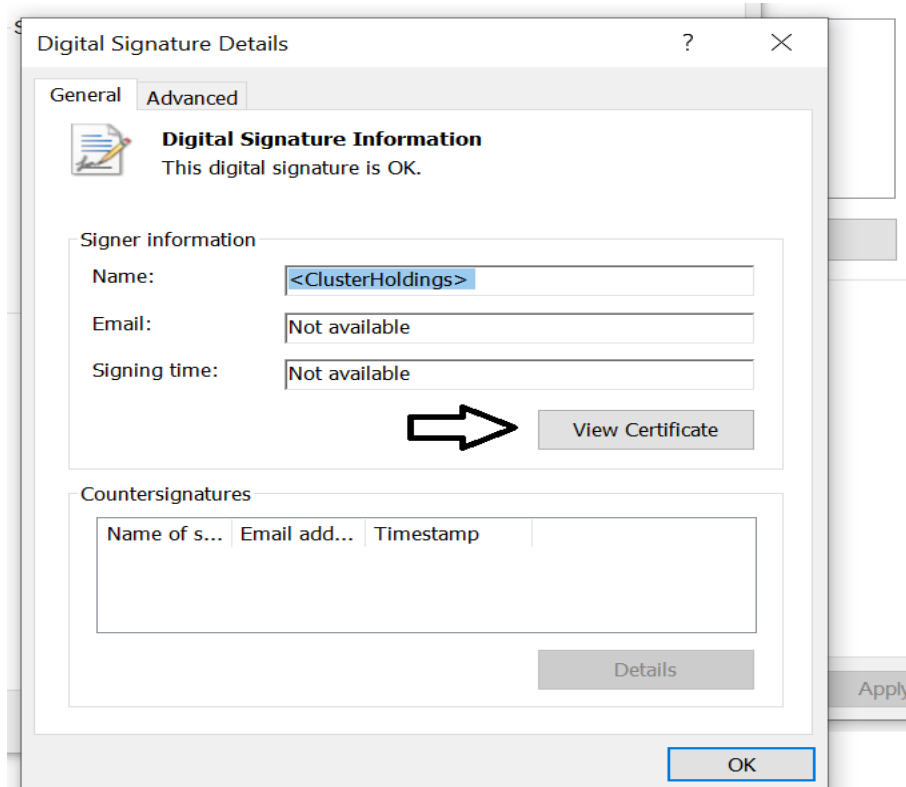 S
Digital Signature Details
?
General
Advanced
Digital Signature Information
This digital signature is OK.
Signer information
Name:
<ClusterHoldings>
Email:
Not available
Signing time:
Not available
View Certificate
Countersignatures
Name of s...
Email add...
Timestamp
Details
Apply
OK